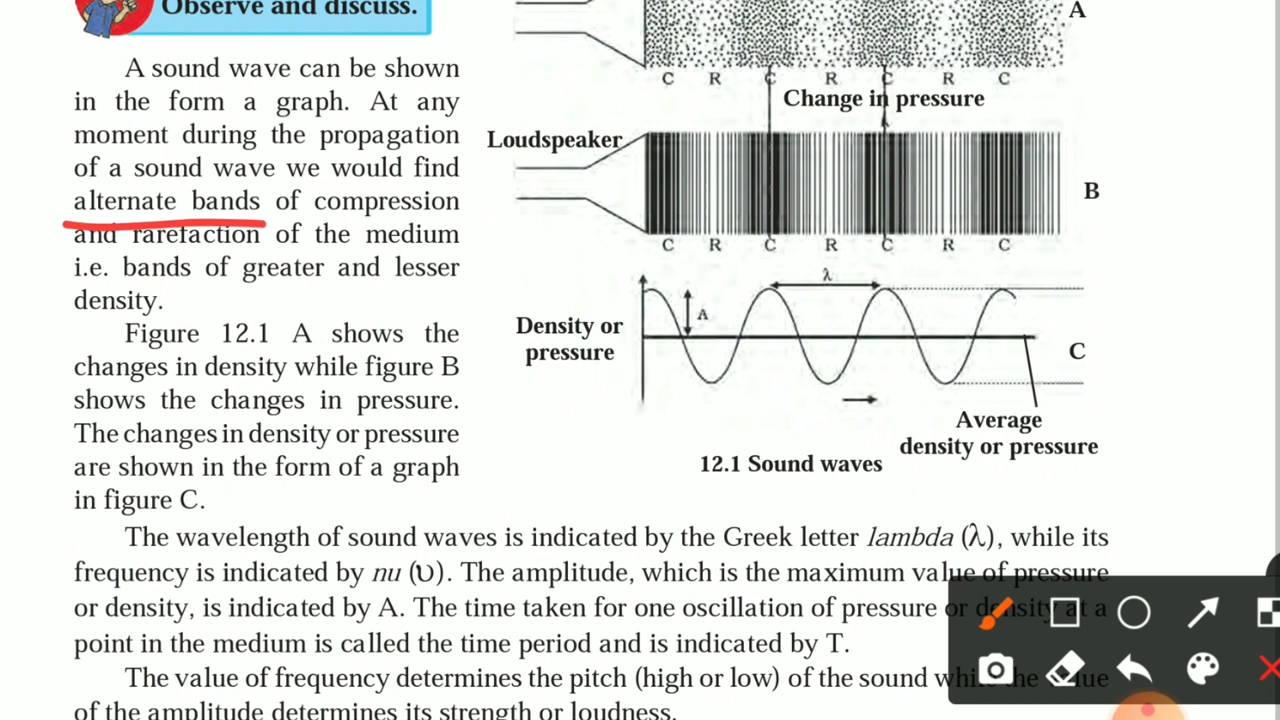 Observe and discuss.
A sound wave can be shown
in the form a graph. At any
moment during the propagation
of a sound wave we would find
alternate bands of compression
and rarefaction of the medium
i.e. bands of greater and lesser
density.
Figure 12.1 A shows the
changes in density while figure B
shows the changes in pressure.
The changes in density or pressure
are shown in the form of a graph
in figure C.
A
C R C R C R C
Change in pressure
Loudspeaker
B
C R C R C R C
λ
A
Density or
pressure
C
Average
density or pressure
12.1 Sound waves
The wavelength of sound waves is indicated by the Greek letter lambda (λ), while its
frequency is indicated by nu (υ). The amplitude, which is the maximum value of pressure
or density, is indicated by A. The time taken for one oscillation of pressure or density at a
point in the medium is called the time period and is indicated by T.
The value of frequency determines the pitch (high or low) of the sound while the value
of the amplitude determines its strength or loudness.